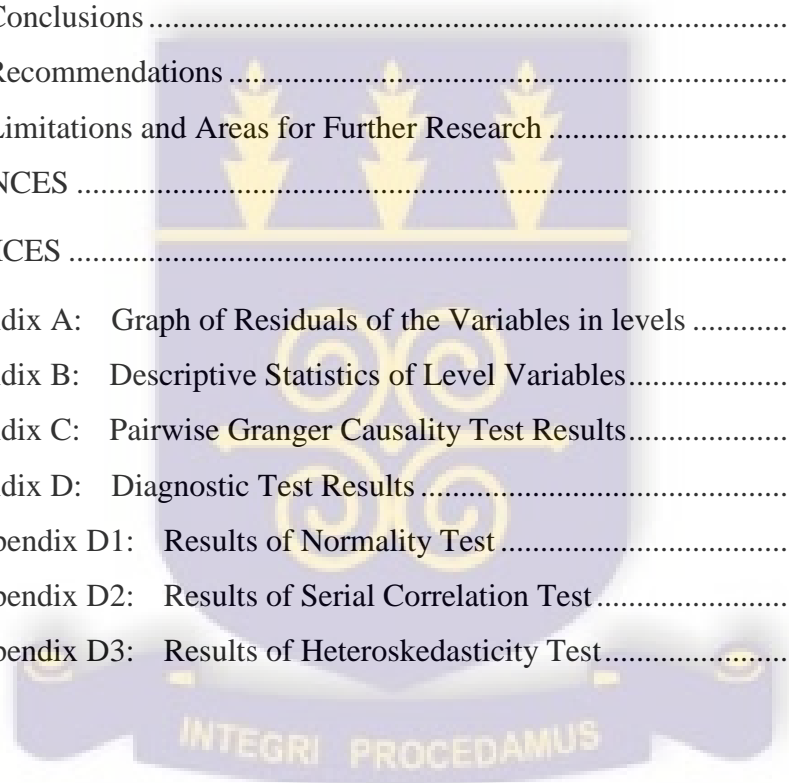 Conclusions
Recommendations
Limitations and Areas for Further Research
NCES
ICES
dix A: Graph of Residuals of the Variables in levels
dix B: Descriptive Statistics of Level Variables
dix C: Pairwise Granger Causality Test Results
dix D: Diagnostic Test Results
pendix D1: Results of Normality Test
pendix D2: Results of Serial Correlation Test
pendix D3: Results of Heteroskedasticity Test
INTEGRI PROCEDAMUS